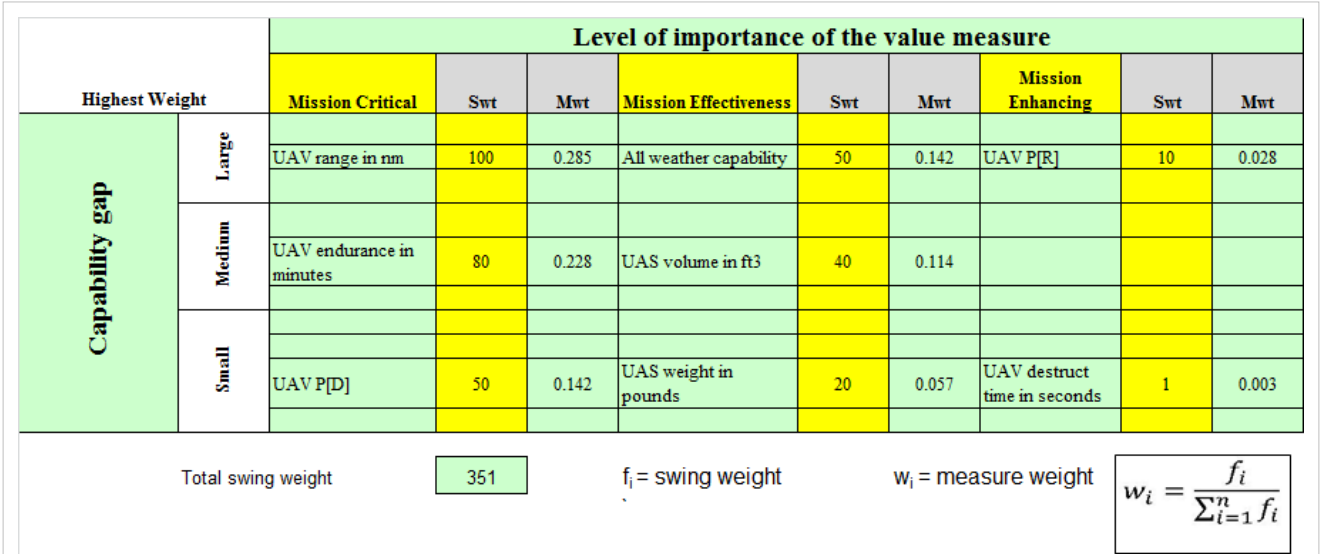 Level of importance of the value measure
Highest Weight
Mission Critical
Swt
Mwt
Mission Effectiveness
Swt
Mwt
Mission
Enhancing
Swt
Mwt
Capability gap
Large
UAV range in nm
100
0.285
All weather capability
50
0.142
UAV P[R]
10
0.028
Medium
UAV endurance in
minutes
80
0.228
UAS volume in ft3
40
0.114
Small
UAV P[D]
50
0.142
UAS weight in
pounds
20
0.057
UAV destruct
time in seconds
1
0.003
Total swing weight
351
fᵢ = swing weight
`
wᵢ = measure weight
wᵢ = fᵢ / ∑ⁿᵢ₌₁ fᵢ